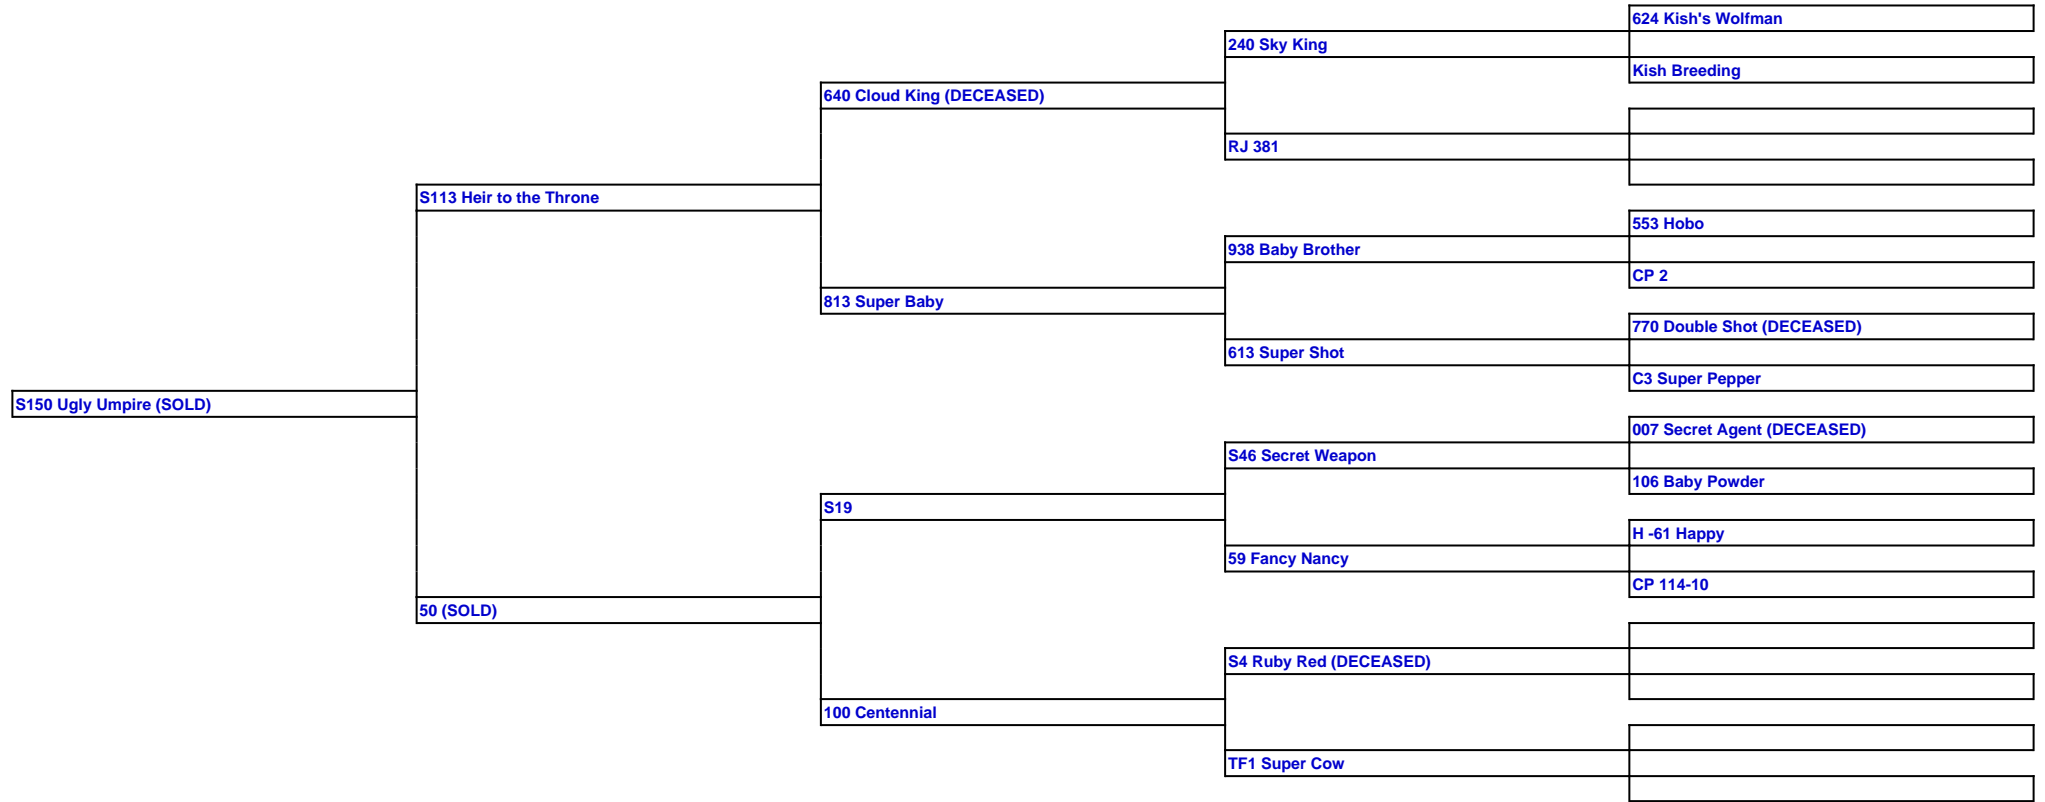 624 Kish's Wolfman
240 Sky King
Kish Breeding
640 Cloud King (DECEASED)
RJ 381
S113 Heir to the Throne
553 Hobo
938 Baby Brother
CP 2
813 Super Baby
770 Double Shot (DECEASED)
613 Super Shot
C3 Super Pepper
S150 Ugly Umpire (SOLD)
007 Secret Agent (DECEASED)
S46 Secret Weapon
106 Baby Powder
S19
H -61 Happy
59 Fancy Nancy
CP 114-10
50 (SOLD)
S4 Ruby Red (DECEASED)
100 Centennial
TF1 Super Cow